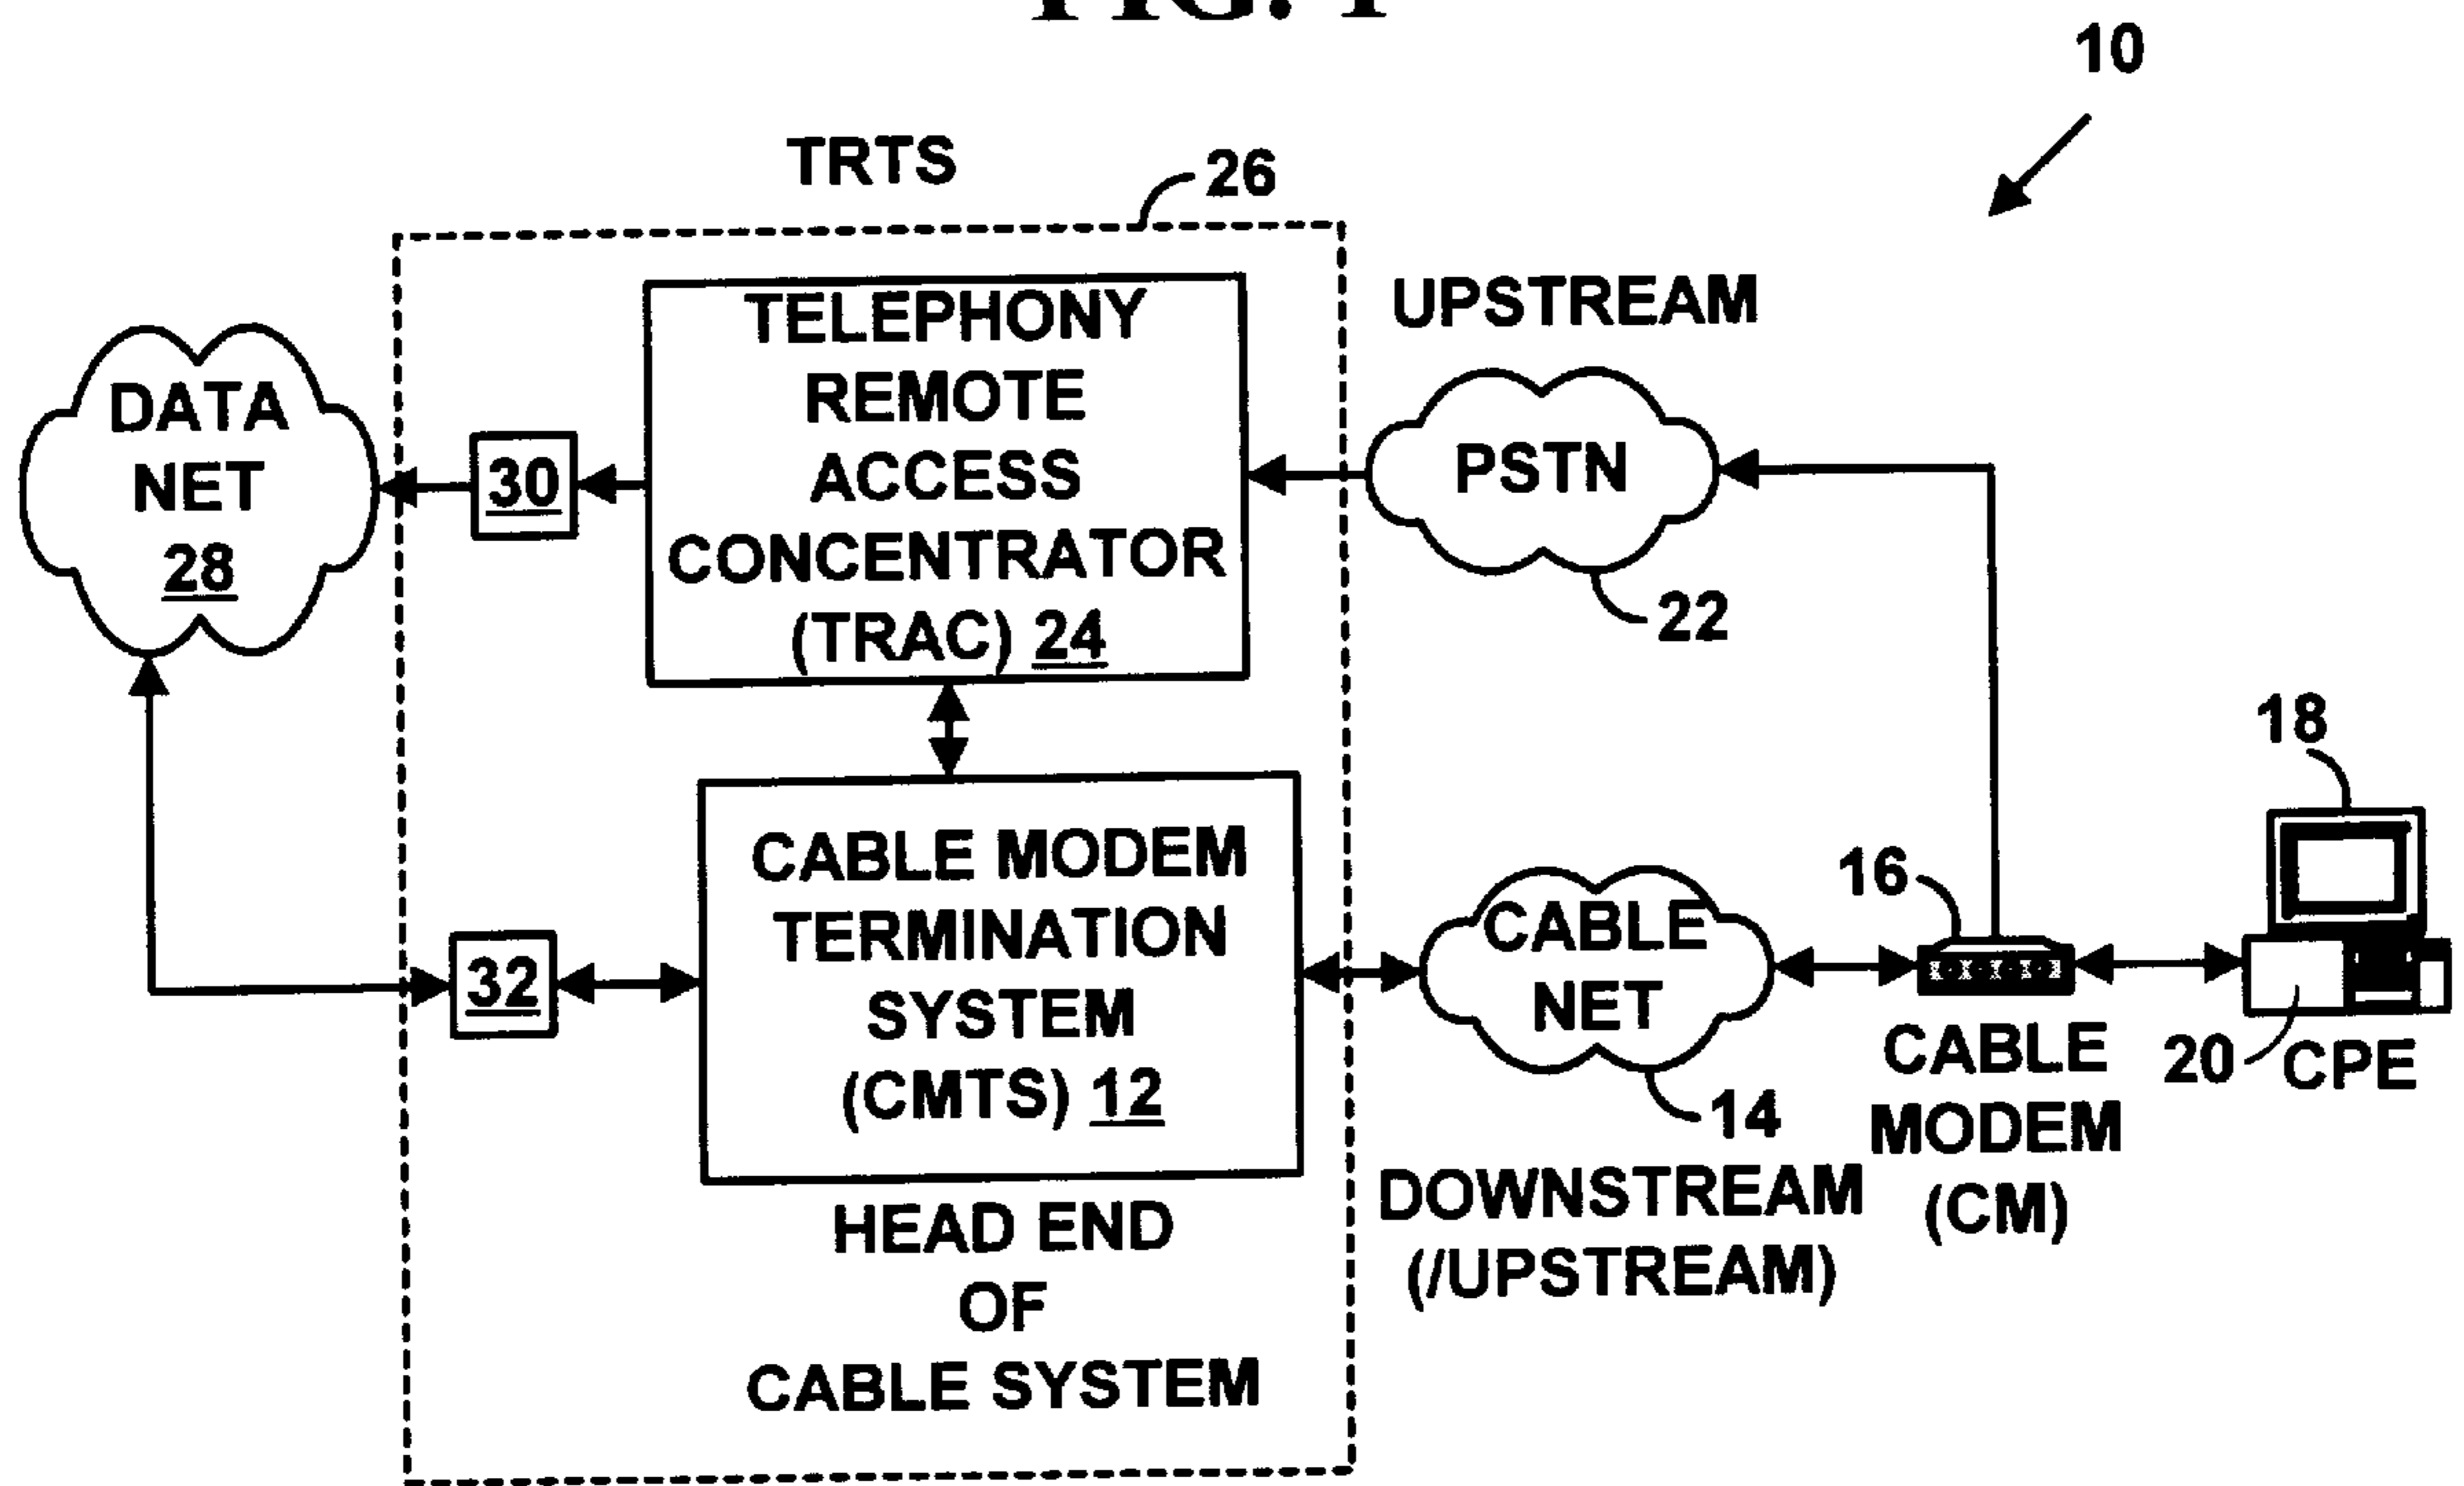 FIG. 1
10
TRTS
26
TELEPHONY
REMOTE
ACCESS
CONCENTRATOR
(TRAC) 24
UPSTREAM
PSTN
22
DATA
NET
28
30
CABLE MODEM
TERMINATION
SYSTEM
(CMTS) 12
32
HEAD END
OF
CABLE SYSTEM
CABLE
NET
14
DOWNSTREAM
(/UPSTREAM)
16
CABLE
MODEM
(CM)
18
20 CPE